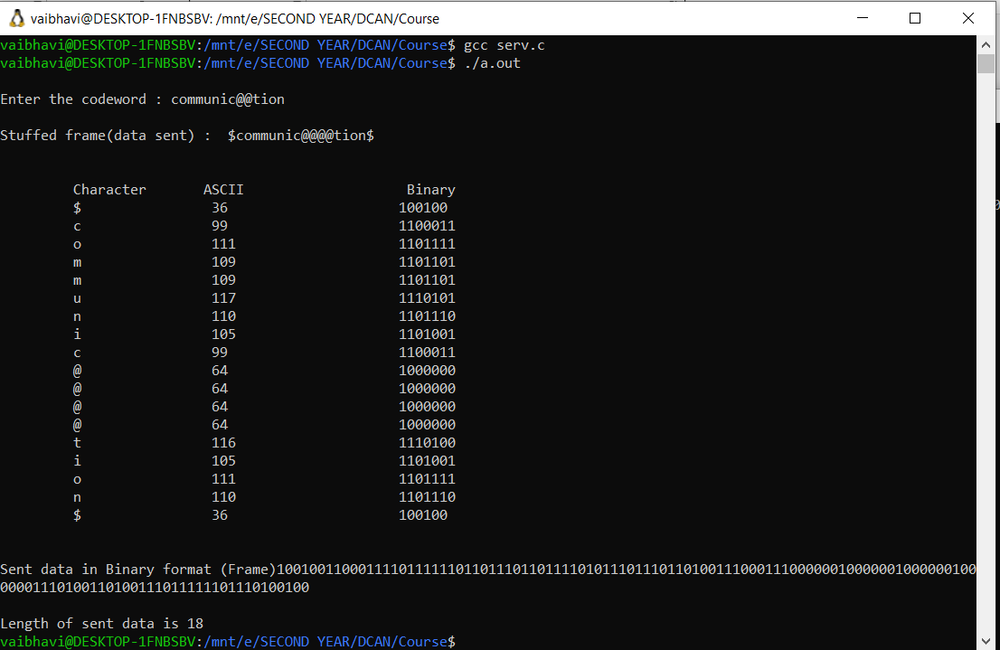 vaibhavi@DESKTOP-1FNBSBV: /mnt/e/SECOND YEAR/DCAN/Course
vaibhavi@DESKTOP-1FNBSBV:/mnt/e/SECOND YEAR/DCAN/Course$ gcc serv.c
vaibhavi@DESKTOP-1FNBSBV:/mnt/e/SECOND YEAR/DCAN/Course$ ./a.out
Enter the codeword : communic@@tion
Stuffed frame(data sent) :  $communic@@@@tion$
Character ASCII Binary
$ 36 100100
c 99 1100011
o 111 1101111
m 109 1101101
m 109 1101101
u 117 1110101
n 110 1101110
i 105 1101001
c 99 1100011
@ 64 1000000
@ 64 1000000
@ 64 1000000
@ 64 1000000
t 116 1110100
i 105 1101001
o 111 1101111
n 110 1101110
$ 36 100100
Sent data in Binary format (Frame)10010011000111101111110110111011011110101110111011010011100011100000010000001000000100
00001110100110100111011111101110100100
Length of sent data is 18
vaibhavi@DESKTOP-1FNBSBV:/mnt/e/SECOND YEAR/DCAN/Course$